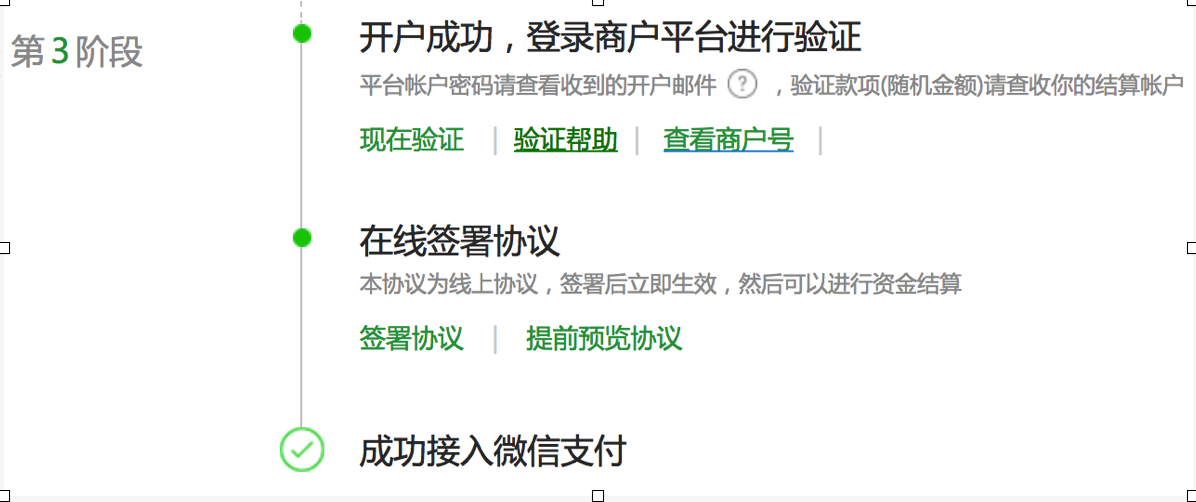 第3阶段
开户成功，登录商户平台进行验证
平台帐户密码请查看收到的开户邮件 ? ，验证款项(随机金额)请查收你的结算帐户
现在验证 | 验证帮助 | 查看商户号 |
在线签署协议
本协议为线上协议，签署后立即生效，然后可以进行资金结算
签署协议 | 提前预览协议
成功接入微信支付